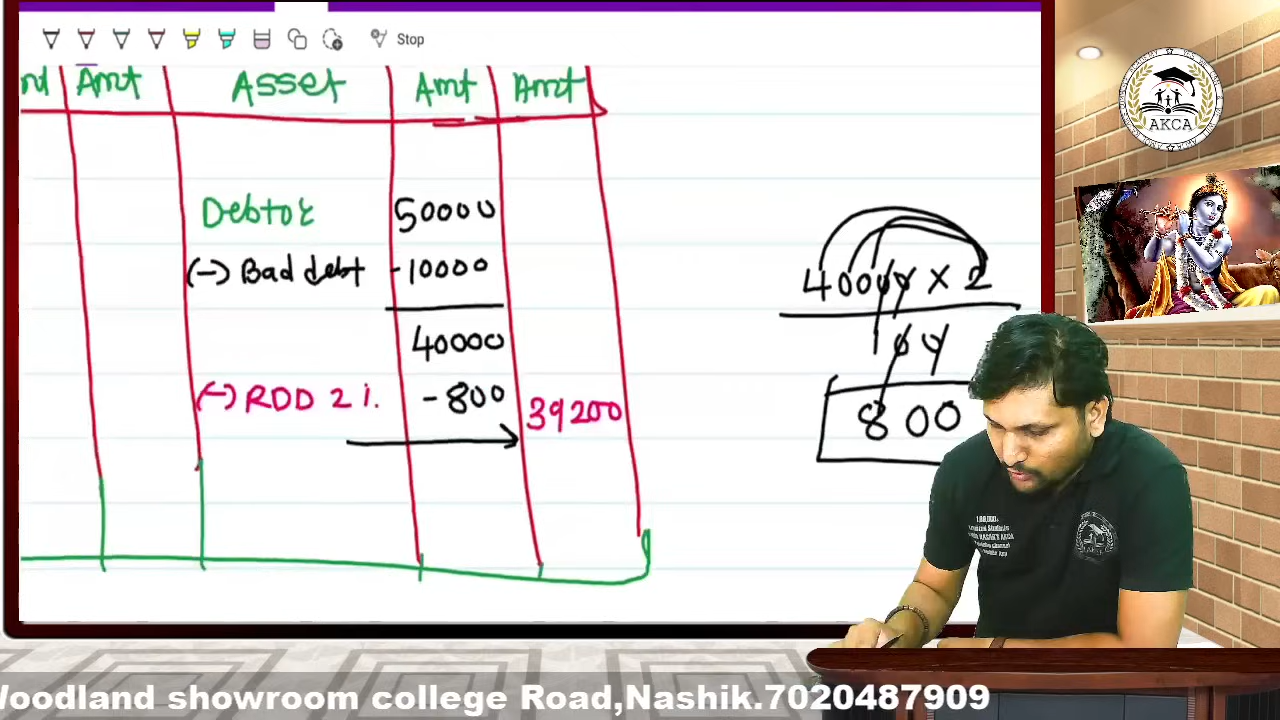 Stop
Amt Asset Amt Amt
Debtor 50000
(-) Bad debt -10000
40000
(-) RDD 2 %. -800 39200
40000 X 2
100
800
AKCA
Woodland showroom college Road,Nashik.7020487909